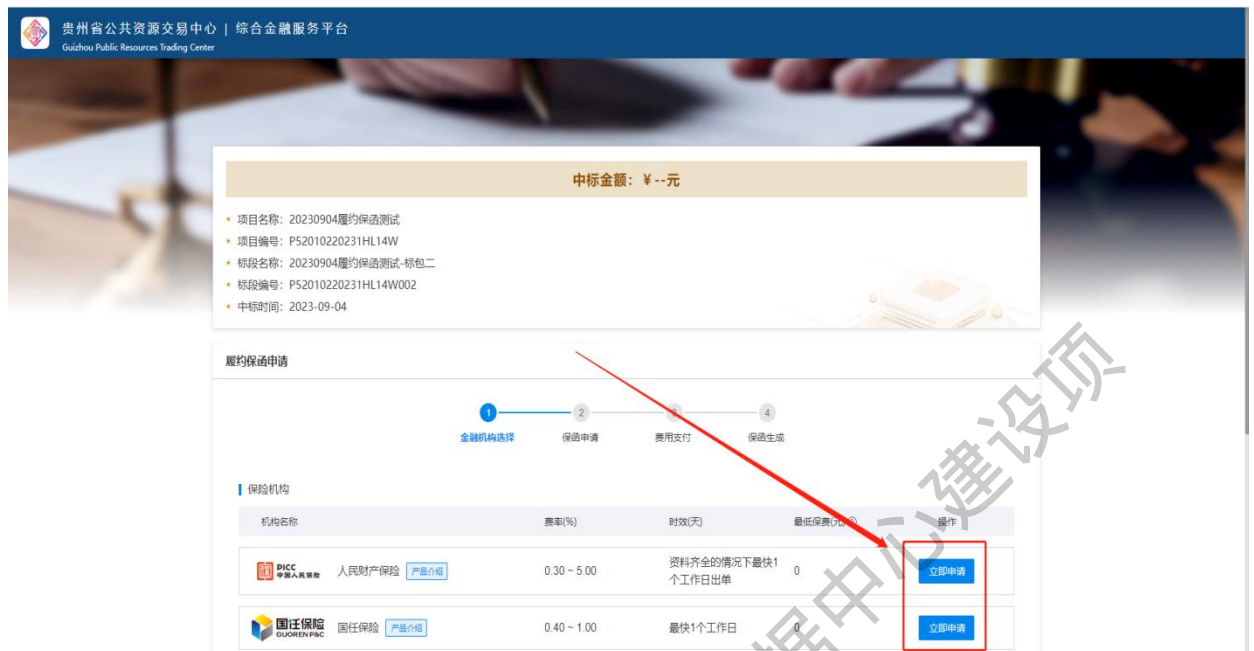 贵州省公共资源交易中心 | 综合金融服务平台
Guizhou Public Resources Trading Center
中标金额：¥ --元
项目名称：20230904履约保函测试
项目编号：P52010220231HL14W
标段名称：20230904履约保函测试-标包二
标段编号：P52010220231HL14W002
中标时间：2023-09-04
履约保函申请
1 2 3 4
金融机构选择 保函申请 费用支付 保函生成
保险机构
机构名称 费率(%) 时效(天) 最低保费(元) 操作
PICC 中国人民保险 人民财产保险 产品介绍 0.30 ~ 5.00 资料齐全的情况下最快1个工作日出单 0 立即申请
国任保险 GUOREN P&C 国任保险 产品介绍 0.40 ~ 1.00 最快1个工作日 0 立即申请
据中心建设项